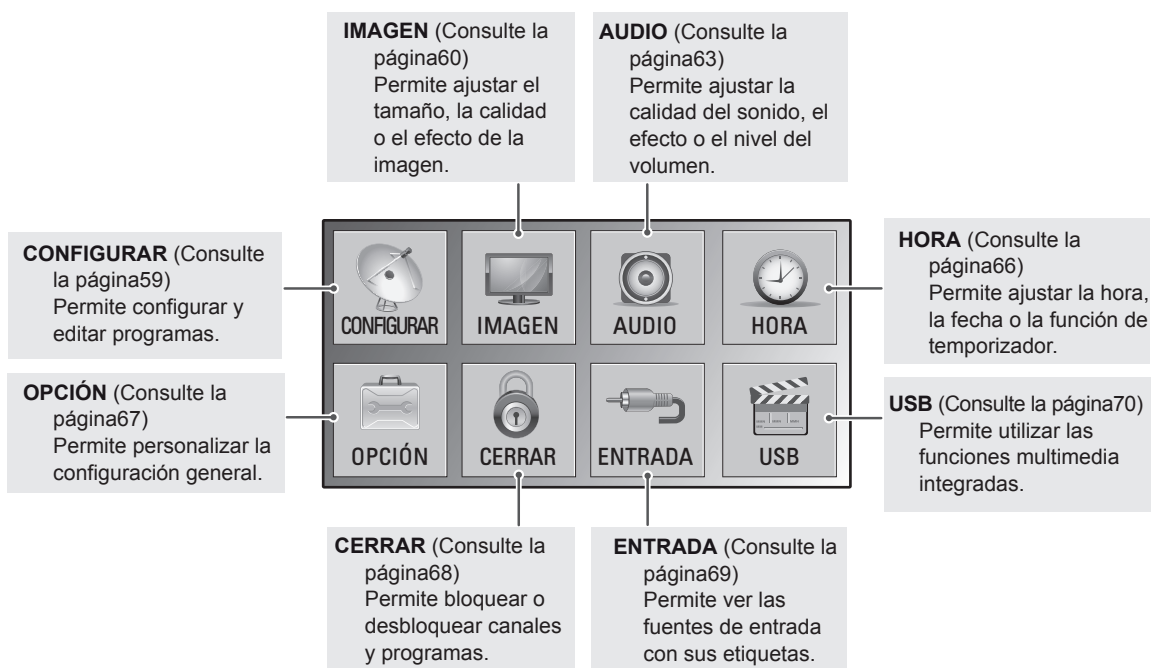 IMAGEN (Consulte la
página60)
Permite ajustar el
tamaño, la calidad
o el efecto de la
imagen.
AUDIO (Consulte la
página63)
Permite ajustar la
calidad del sonido, el
efecto o el nivel del
volumen.
CONFIGURAR (Consulte
la página59)
Permite configurar y
editar programas.
OPCIÓN (Consulte la
página67)
Permite personalizar la
configuración general.
CONFIGURAR
IMAGEN
AUDIO
HORA
OPCIÓN
CERRAR
ENTRADA
USB
HORA (Consulte la
página66)
Permite ajustar la hora,
la fecha o la función de
temporizador.
USB (Consulte la página70)
Permite utilizar las
funciones multimedia
integradas.
CERRAR (Consulte la
página68)
Permite bloquear o
desbloquear canales
y programas.
ENTRADA (Consulte la
página69)
Permite ver las
fuentes de entrada
con sus etiquetas.